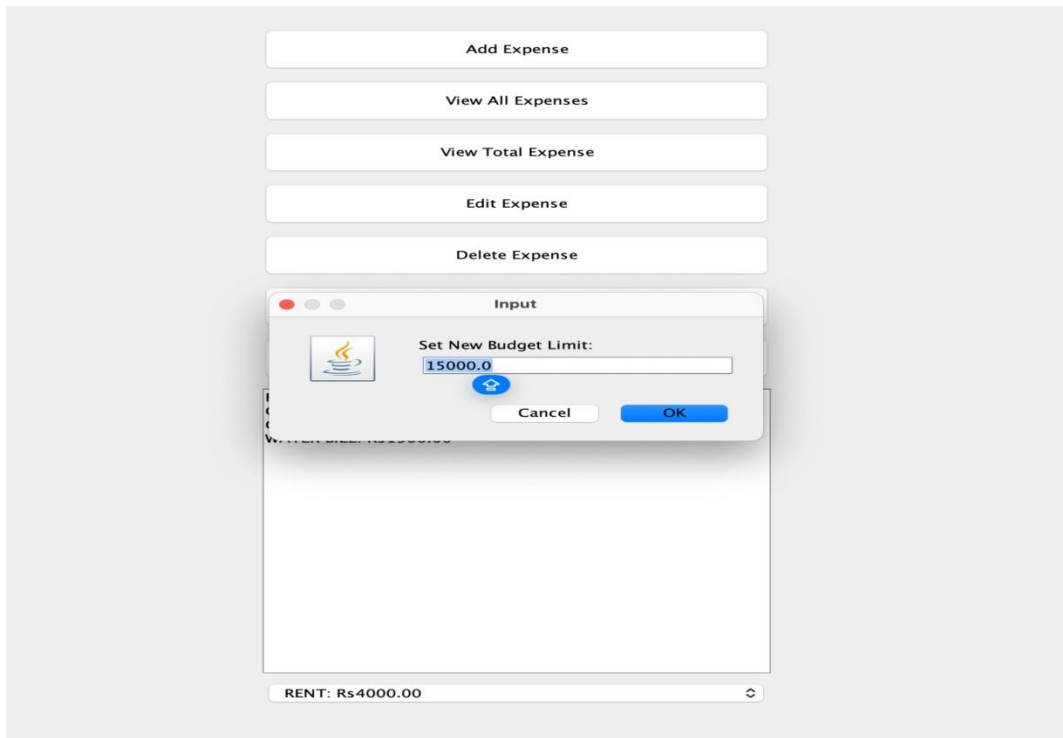 Add Expense
View All Expenses
View Total Expense
Edit Expense
Delete Expense
Input
Set New Budget Limit:
15000.0
Cancel OK
RENT: Rs4000.00